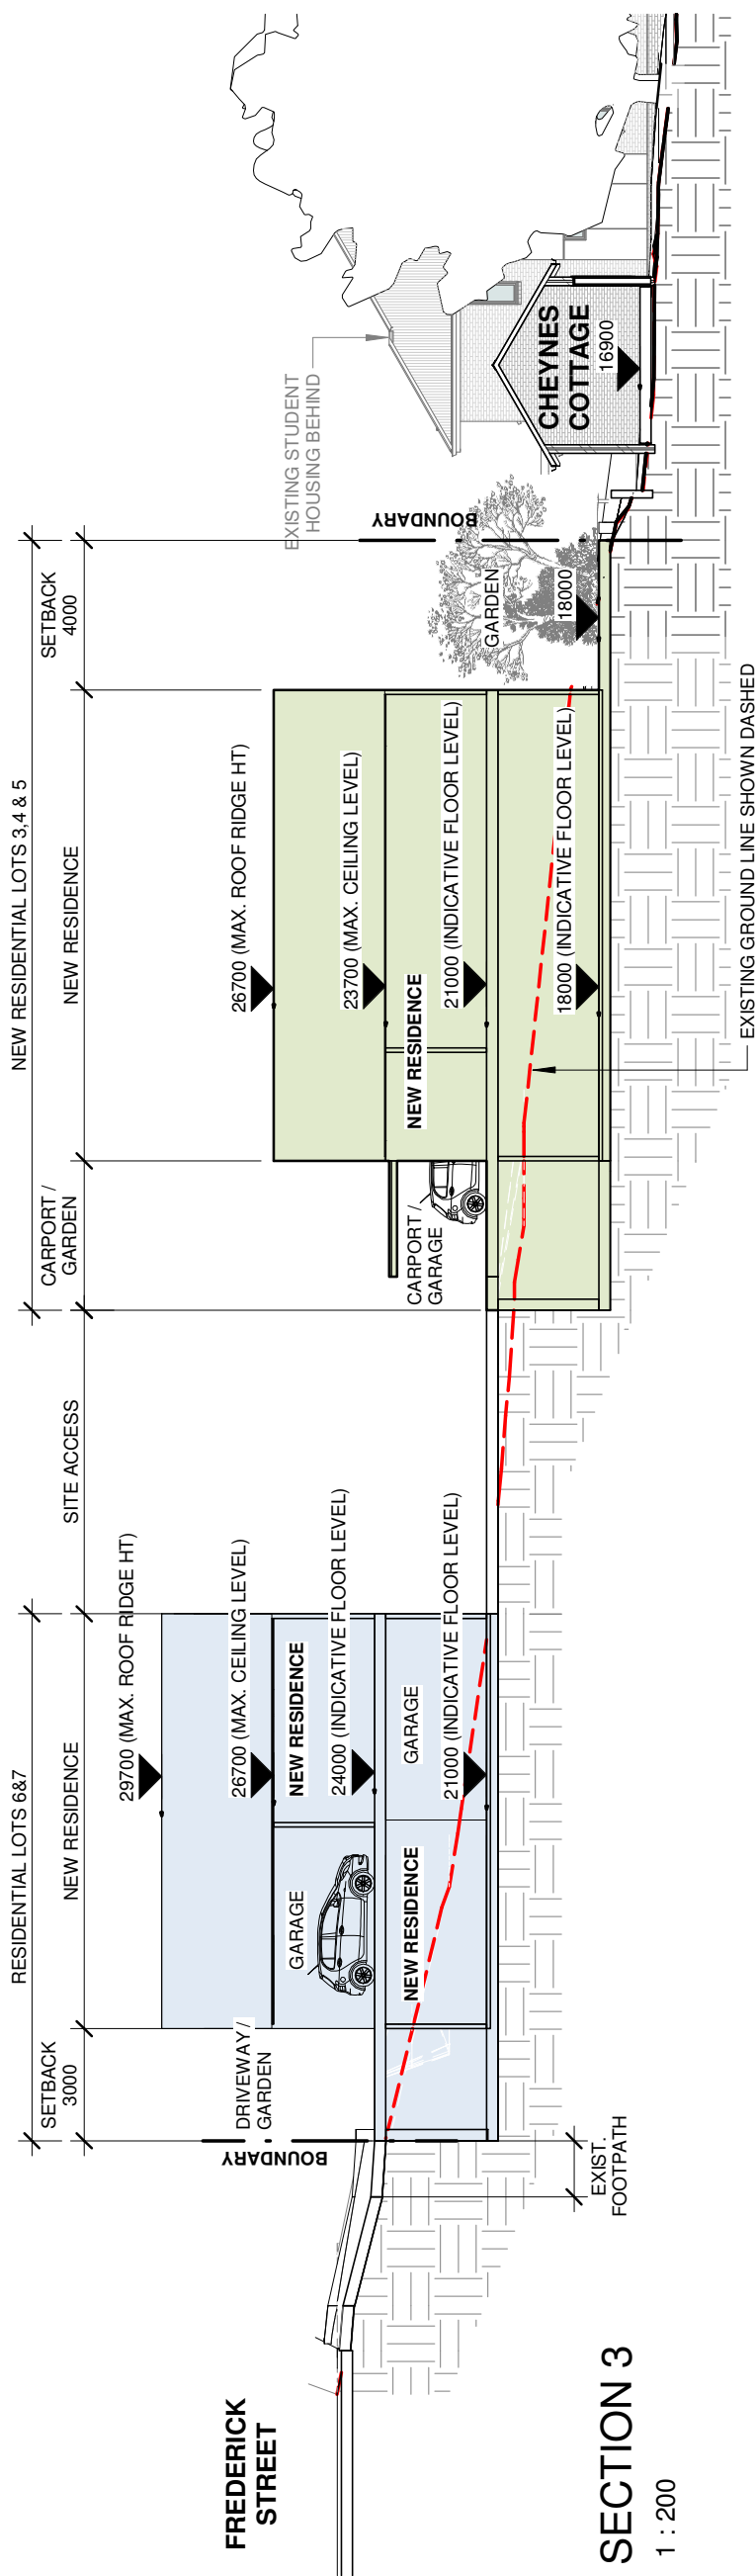 RESIDENTIAL LOTS 6&7
NEW RESIDENTIAL LOTS 3,4 & 5
SETBACK
3000
NEW RESIDENCE
SITE ACCESS
CARPORT /
GARDEN
NEW RESIDENCE
SETBACK
4000
29700 (MAX. ROOF RIDGE HT)
26700 (MAX. CEILING LEVEL)
24000 (INDICATIVE FLOOR LEVEL)
21000 (INDICATIVE FLOOR LEVEL)
DRIVEWAY /
GARDEN
GARAGE
NEW RESIDENCE
NEW RESIDENCE
GARAGE
BOUNDARY
26700 (MAX. ROOF RIDGE HT)
23700 (MAX. CEILING LEVEL)
21000 (INDICATIVE FLOOR LEVEL)
18000 (INDICATIVE FLOOR LEVEL)
NEW RESIDENCE
CARPORT /
GARAGE
GARDEN
18000
BOUNDARY
EXISTING STUDENT
HOUSING BEHIND
CHEYNES
COTTAGE
16900
FREDERICK
STREET
EXIST.
FOOTPATH
EXISTING GROUND LINE SHOWN DASHED
SECTION 3
1 : 200